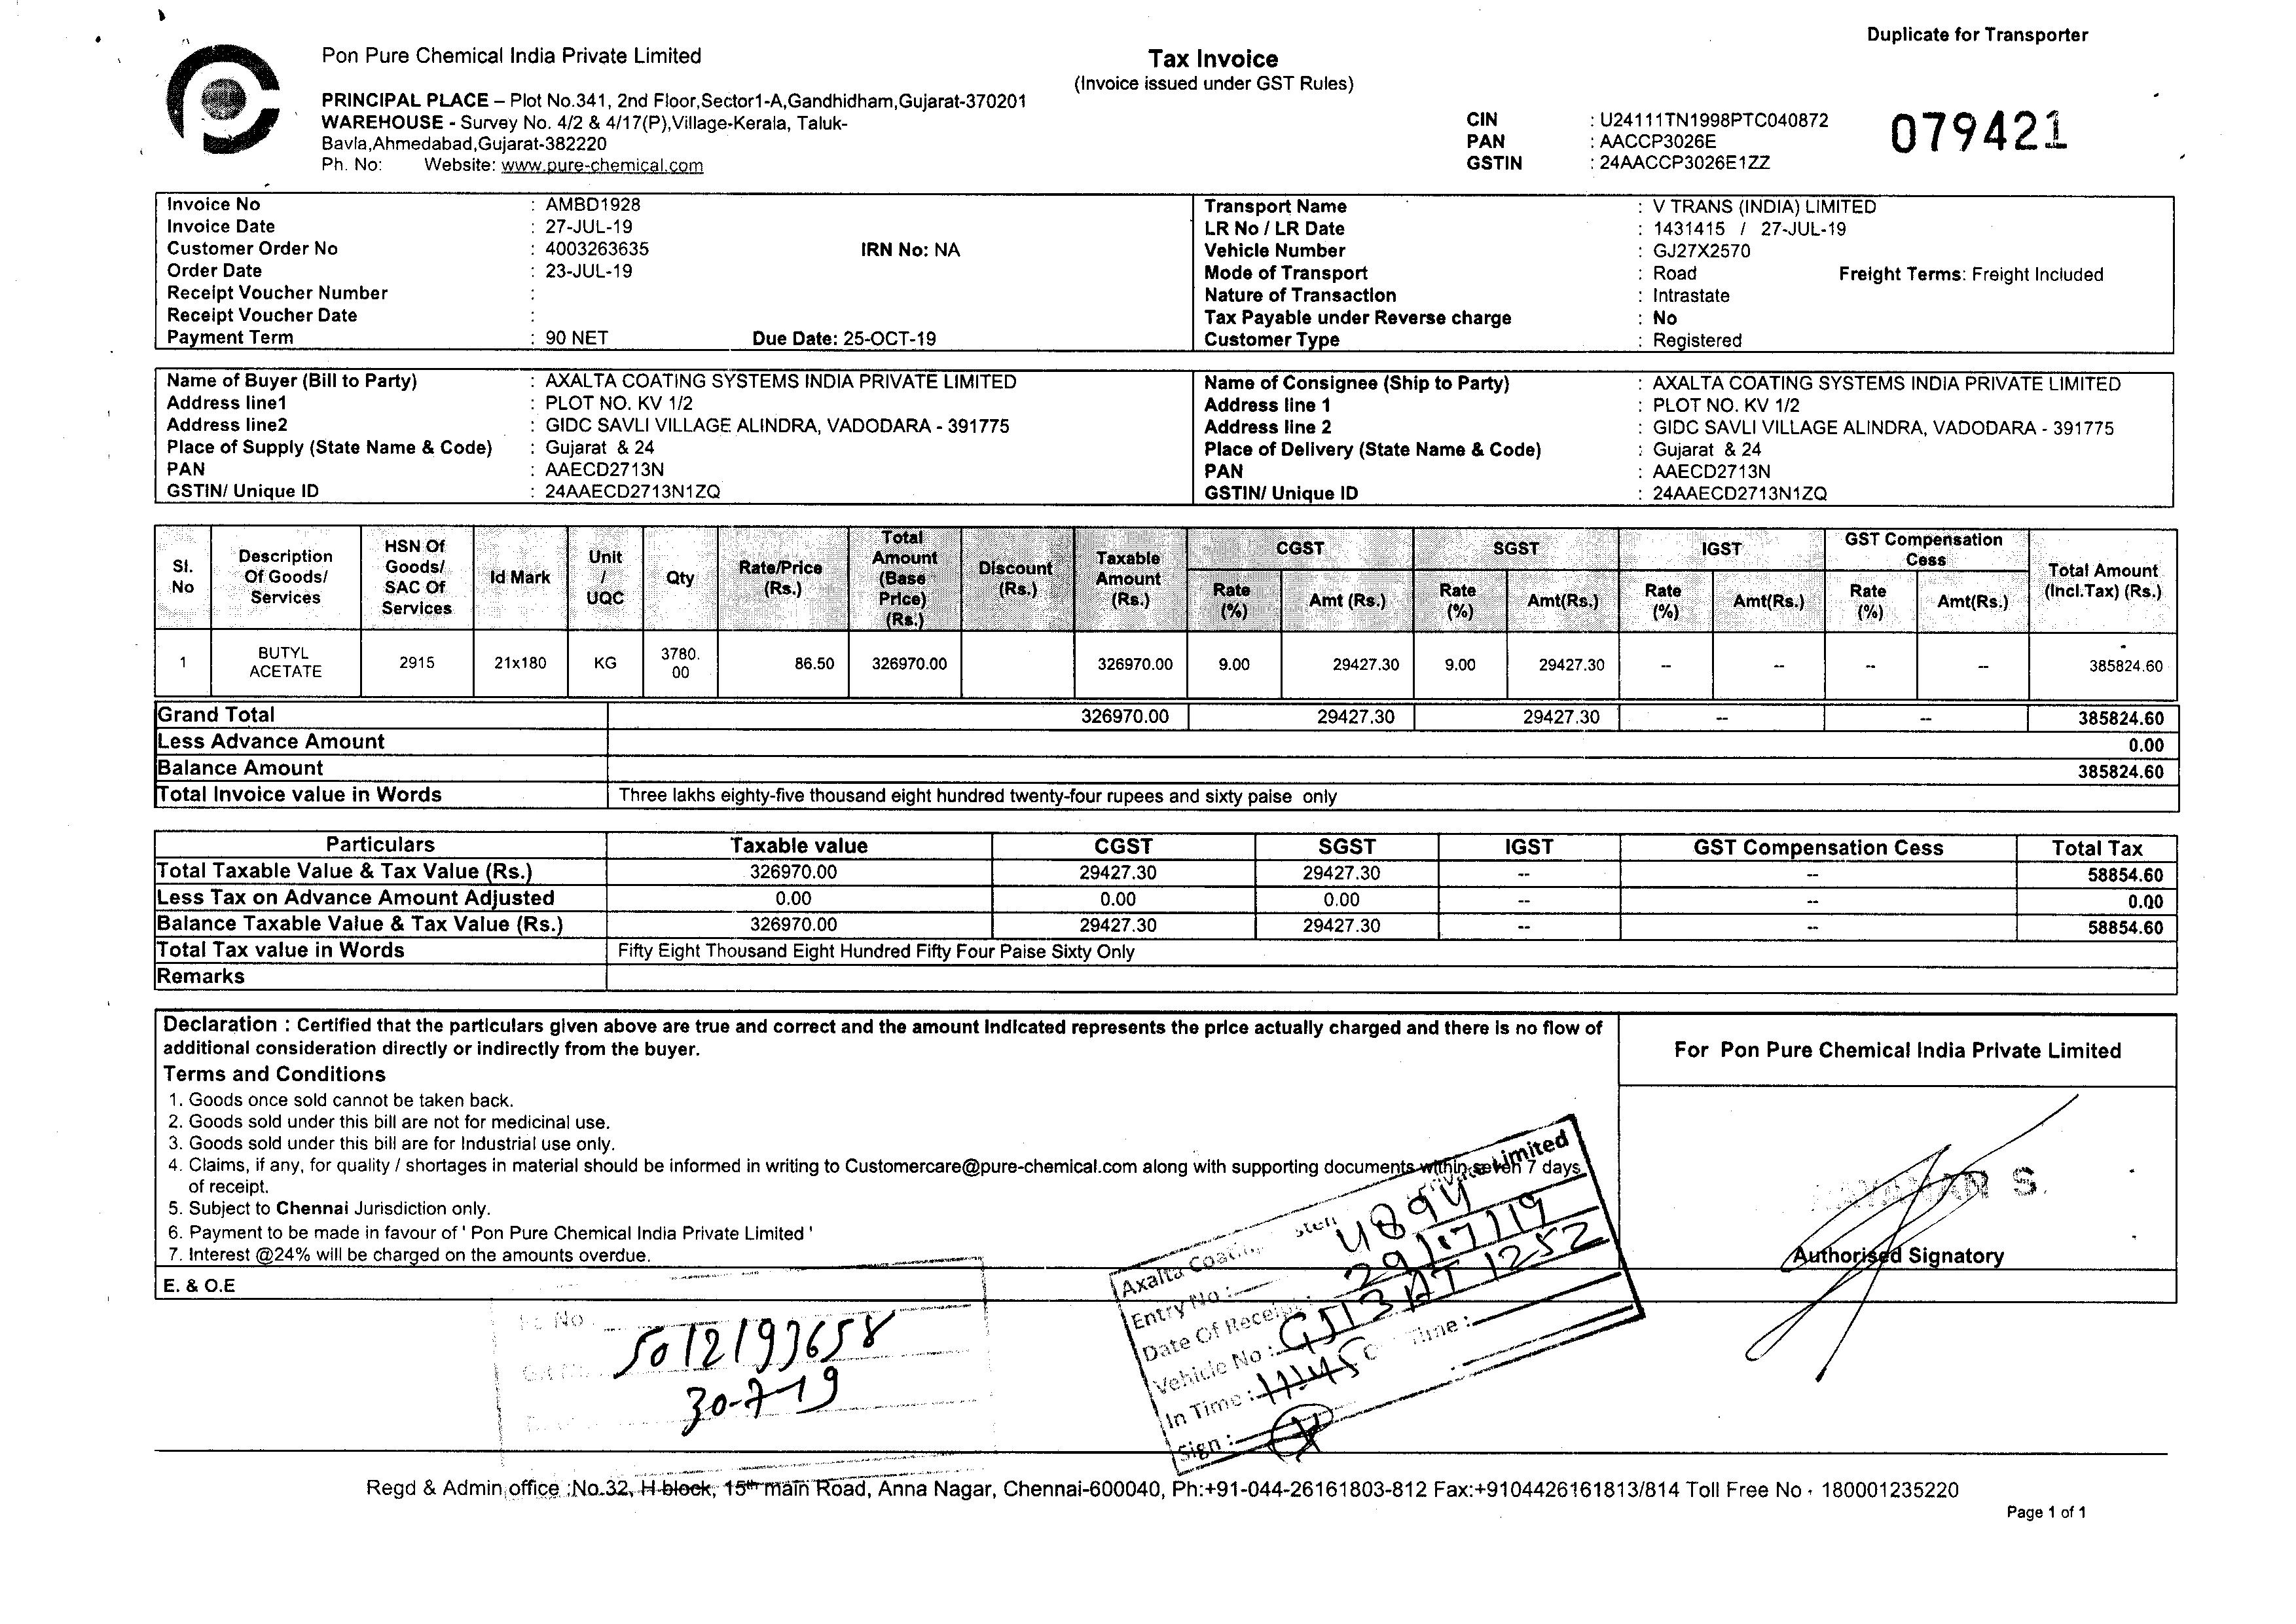 Duplicate for Transporter
Pon Pure Chemical India Private Limited
Tax Invoice
(Invoice issued under GST Rules)
PRINCIPAL PLACE – Plot No.341, 2nd Floor,Sector1-A,Gandhidham,Gujarat-370201
WAREHOUSE - Survey No. 4/2 & 4/17(P),Village-Kerala, Taluk-
Bavla,Ahmedabad,Gujarat-382220
Ph. No: Website: www.pure-chemical.com
CIN : U24111TN1998PTC040872
PAN : AACCP3026E
GSTIN : 24AACCP3026E1ZZ
079421
Invoice No : AMBD1928
Invoice Date : 27-JUL-19
Customer Order No : 4003263635 IRN No: NA
Order Date : 23-JUL-19
Receipt Voucher Number :
Receipt Voucher Date :
Payment Term : 90 NET Due Date: 25-OCT-19
Transport Name : V TRANS (INDIA) LIMITED
LR No / LR Date : 1431415 / 27-JUL-19
Vehicle Number : GJ27X2570
Mode of Transport : Road Freight Terms: Freight Included
Nature of Transaction : Intrastate
Tax Payable under Reverse charge : No
Customer Type : Registered
Name of Buyer (Bill to Party) : AXALTA COATING SYSTEMS INDIA PRIVATE LIMITED
Address line1 : PLOT NO. KV 1/2
Address line2 : GIDC SAVLI VILLAGE ALINDRA, VADODARA - 391775
Place of Supply (State Name & Code) : Gujarat & 24
PAN : AAECD2713N
GSTIN/ Unique ID : 24AAECD2713N1ZQ
Name of Consignee (Ship to Party) : AXALTA COATING SYSTEMS INDIA PRIVATE LIMITED
Address line 1 : PLOT NO. KV 1/2
Address line 2 : GIDC SAVLI VILLAGE ALINDRA, VADODARA - 391775
Place of Delivery (State Name & Code) : Gujarat & 24
PAN : AAECD2713N
GSTIN/ Unique ID : 24AAECD2713N1ZQ
Sl. No Description Of Goods/ Services HSN Of Goods/ SAC Of Services Id Mark Unit / UQC Qty Rate/Price (Rs.) Total Amount (Base Price) (Rs.) Discount (Rs.) Taxable Amount (Rs.) CGST SGST IGST GST Compensation Cess Total Amount (Incl.Tax) (Rs.)
Rate (%) Amt (Rs.) Rate (%) Amt(Rs.) Rate (%) Amt(Rs.) Rate (%) Amt(Rs.)
1 BUTYL ACETATE 2915 21x180 KG 3780.00 86.50 326970.00 326970.00 9.00 29427.30 9.00 29427.30 -- -- -- -- 385824.60
Grand Total 326970.00 29427.30 29427.30 -- -- 385824.60
Less Advance Amount 0.00
Balance Amount 385824.60
Total Invoice value in Words Three lakhs eighty-five thousand eight hundred twenty-four rupees and sixty paise only
Particulars Taxable value CGST SGST IGST GST Compensation Cess Total Tax
Total Taxable Value & Tax Value (Rs.) 326970.00 29427.30 29427.30 -- -- 58854.60
Less Tax on Advance Amount Adjusted 0.00 0.00 0.00 -- -- 0.00
Balance Taxable Value & Tax Value (Rs.) 326970.00 29427.30 29427.30 -- -- 58854.60
Total Tax value in Words Fifty Eight Thousand Eight Hundred Fifty Four Paise Sixty Only
Remarks
Declaration : Certified that the particulars given above are true and correct and the amount indicated represents the price actually charged and there is no flow of
additional consideration directly or indirectly from the buyer.
Terms and Conditions
1. Goods once sold cannot be taken back.
2. Goods sold under this bill are not for medicinal use.
3. Goods sold under this bill are for Industrial use only.
4. Claims, if any, for quality / shortages in material should be informed in writing to Customercare@pure-chemical.com along with supporting documents within seven 7 days
of receipt.
5. Subject to Chennai Jurisdiction only.
6. Payment to be made in favour of ' Pon Pure Chemical India Private Limited '
7. Interest @24% will be charged on the amounts overdue.
E. & O.E
For Pon Pure Chemical India Private Limited
S.
Authorised Signatory
Axalta Coating Private Limited
Entry No : 4894
Date Of Receipt : 29/07/19
Vehicle No : GJ13AT 1252
In Time : 11:45 Time :
Sign :
No
5012193658
30-7-19
Regd & Admin office :No.32, H-block, 15th main Road, Anna Nagar, Chennai-600040, Ph:+91-044-26161803-812 Fax:+9104426161813/814 Toll Free No - 180001235220
Page 1 of 1